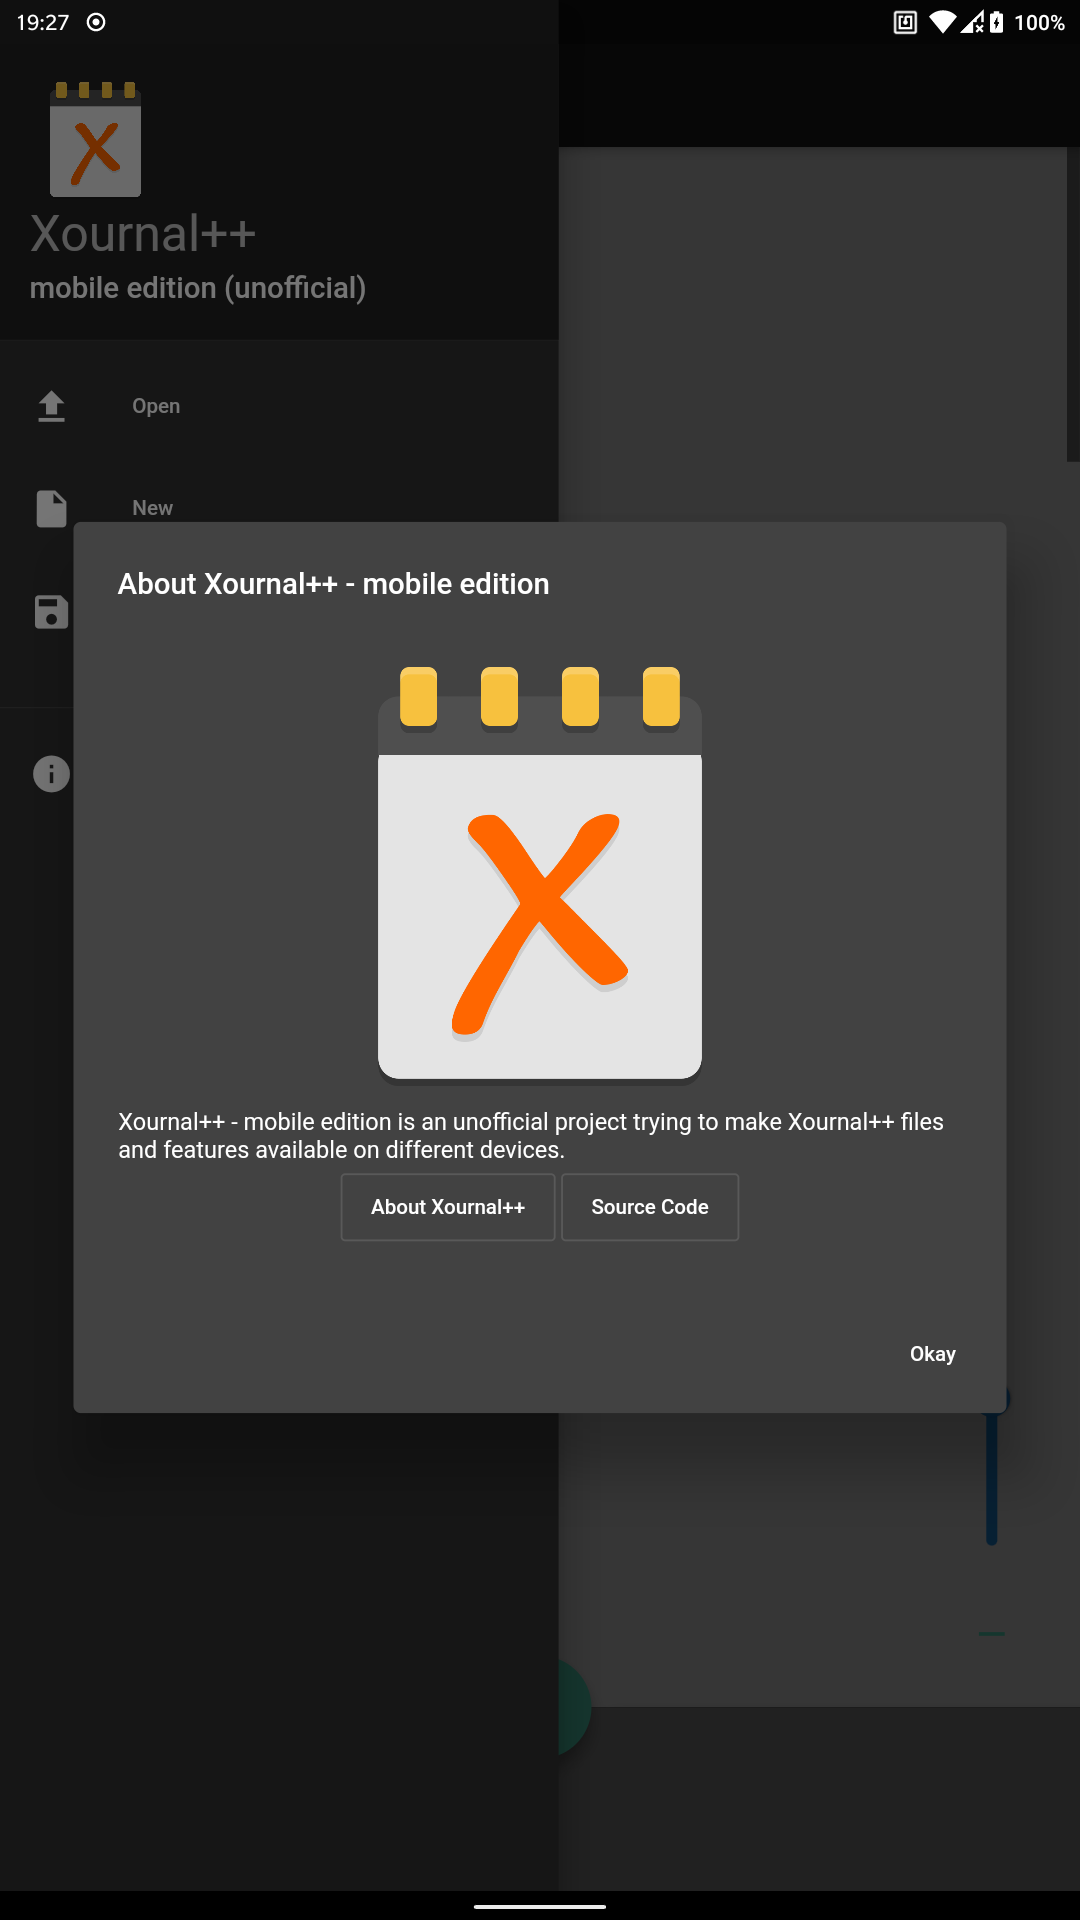 19:27
100%
Xournal++
mobile edition (unofficial)
Open
New
About Xournal++ - mobile edition
Xournal++ - mobile edition is an unofficial project trying to make Xournal++ files
and features available on different devices.
About Xournal++
Source Code
Okay